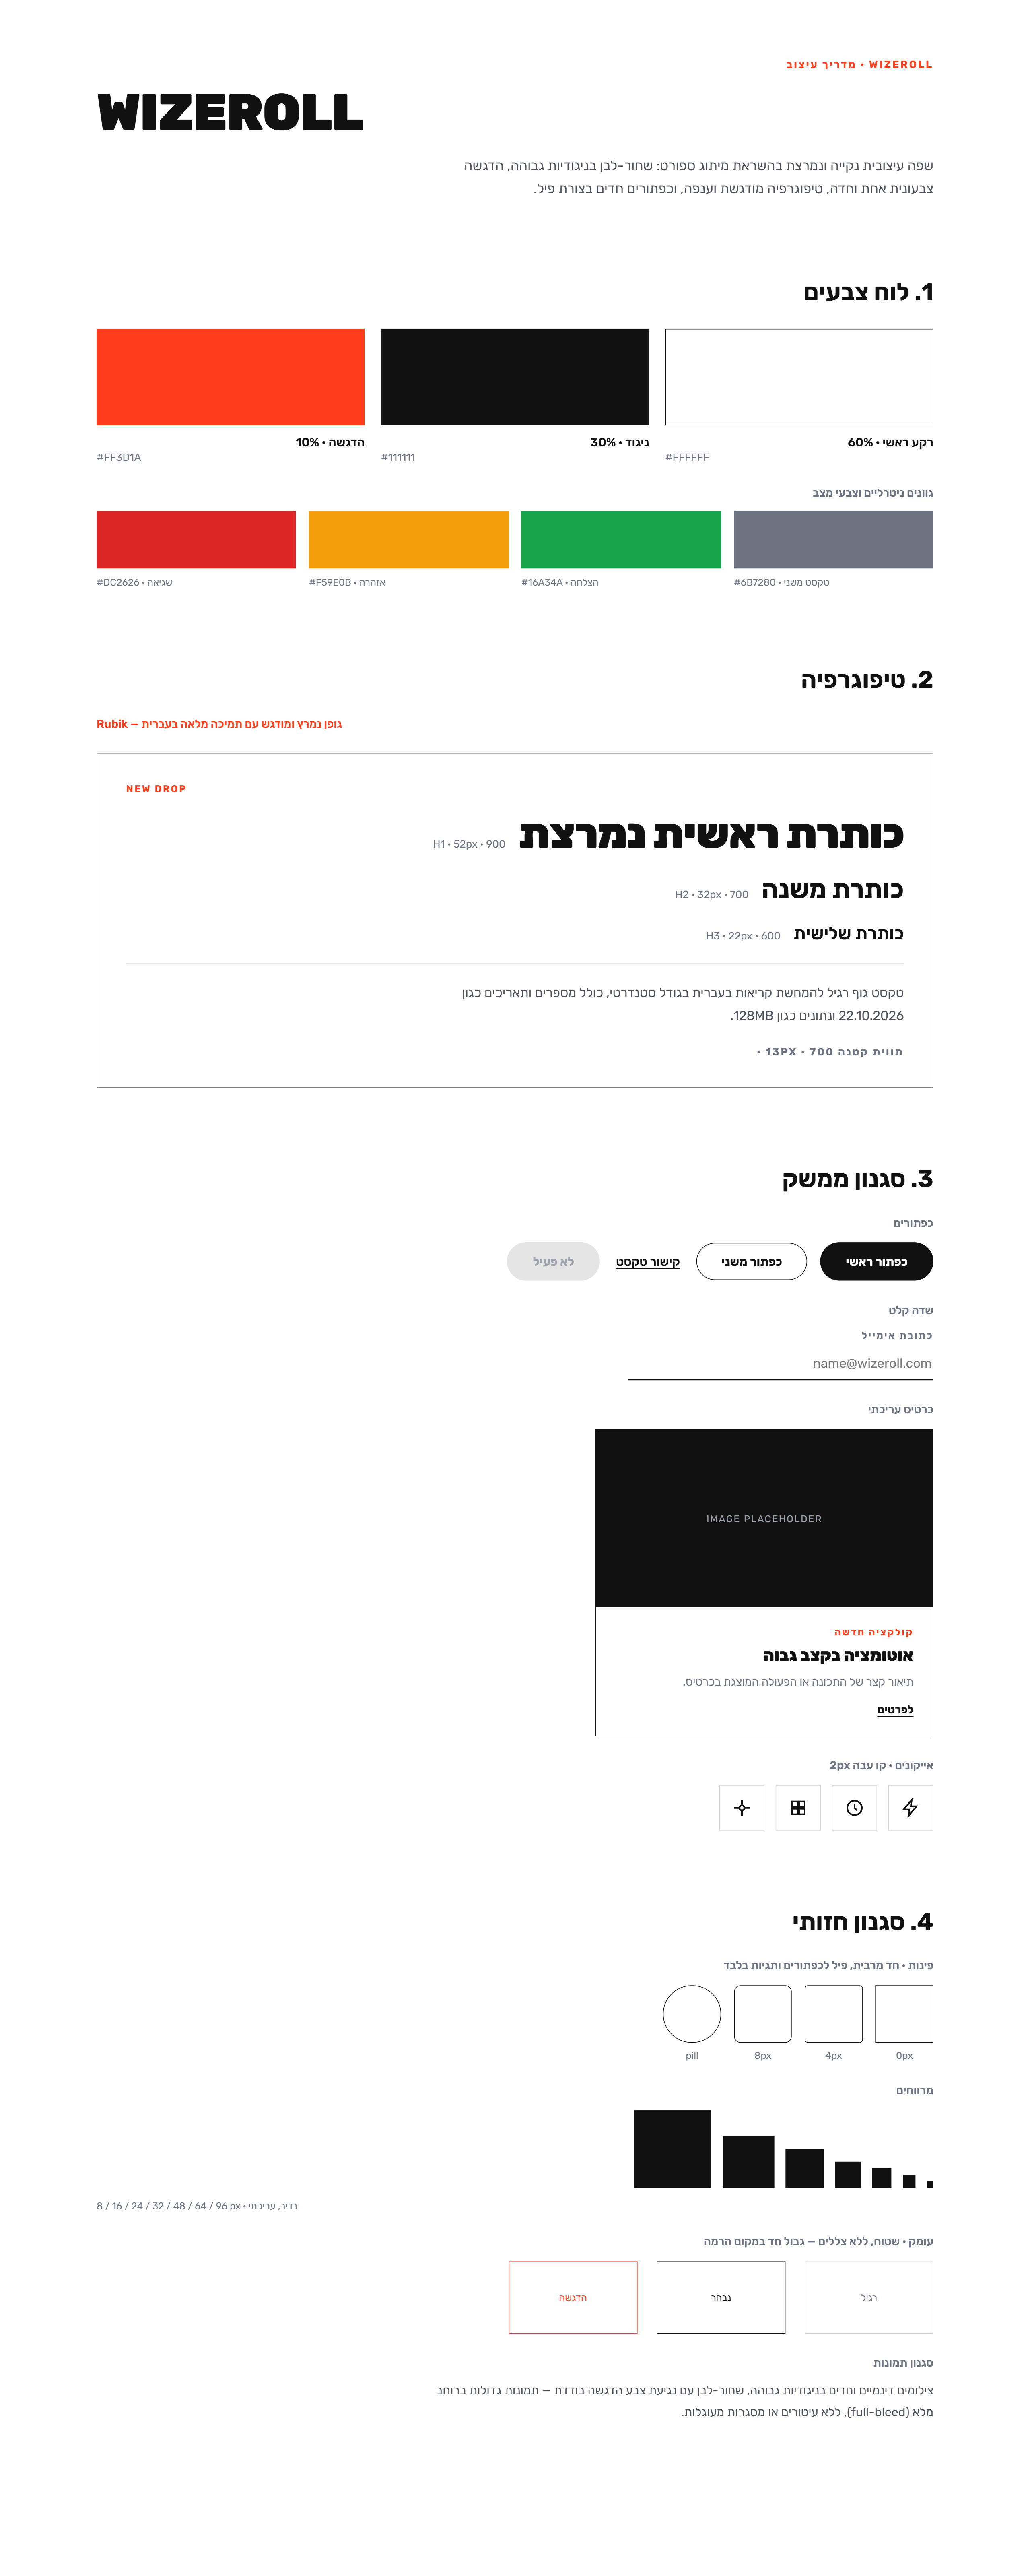 WIZEROLL • מדריך עיצוב
WIZEROLL
שפה עיצובית נקייה ונמרצת בהשראת מיתוג ספורט: שחור-לבן בניגודיות גבוהה, הדגשה
צבעונית אחת וחדה, טיפוגרפיה מודגשת וענפה, וכפתורים חדים בצורת פיל.
1. לוח צבעים
רקע ראשי • 60%
#FFFFFF
ניגוד • 30%
#111111
הדגשה • 10%
#FF3D1A
גוונים ניטרליים וצבעי מצב
טקסט משני • #6B7280
הצלחה • #16A34A
אזהרה • #F59E0B
שגיאה • #DC2626
2. טיפוגרפיה
Rubik — גופן נמרץ ומודגש עם תמיכה מלאה בעברית
NEW DROP
כותרת ראשית נמרצת H1 • 52px • 900
כותרת משנה H2 • 32px • 700
כותרת שלישית H3 • 22px • 600
טקסט גוף רגיל להמחשת קריאות בעברית בגודל סטנדרטי, כולל מספרים ותאריכים כגון
22.10.2026 ונתונים כגון 128MB.
תווית קטנה 700 • 13PX •
3. סגנון ממשק
כפתורים
כפתור ראשי
כפתור משני
קישור טקסט
לא פעיל
שדה קלט
כתובת אימייל
name@wizeroll.com
כרטיס עריכתי
IMAGE PLACEHOLDER
קולקציה חדשה
אוטומציה בקצב גבוה
תיאור קצר של התכונה או הפעולה המוצגת בכרטיס.
לפרטים
אייקונים • קו עבה 2px
4. סגנון חזותי
פינות • חד מרבית, פיל לכפתורים ותגיות בלבד
0px
4px
8px
pill
מרווחים
8 / 16 / 24 / 32 / 48 / 64 / 96 px • נדיב, עריכתי
עומק • שטוח, ללא צללים — גבול חד במקום הרמה
רגיל
נבחר
הדגשה
סגנון תמונות
צילומים דינמיים וחדים בניגודיות גבוהה, שחור-לבן עם נגיעת צבע הדגשה בודדת — תמונות גדולות ברוחב
מלא (full-bleed), ללא עיטורים או מסגרות מעוגלות.